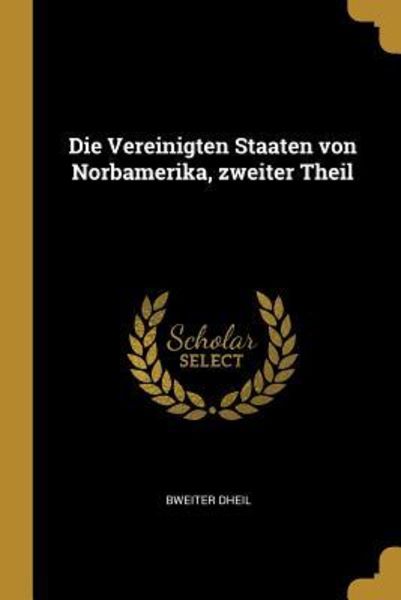 Die Vereinigten Staaten von
Norbamerika, zweiter Theil
Scholar
SELECT
BWEITER DHEIL